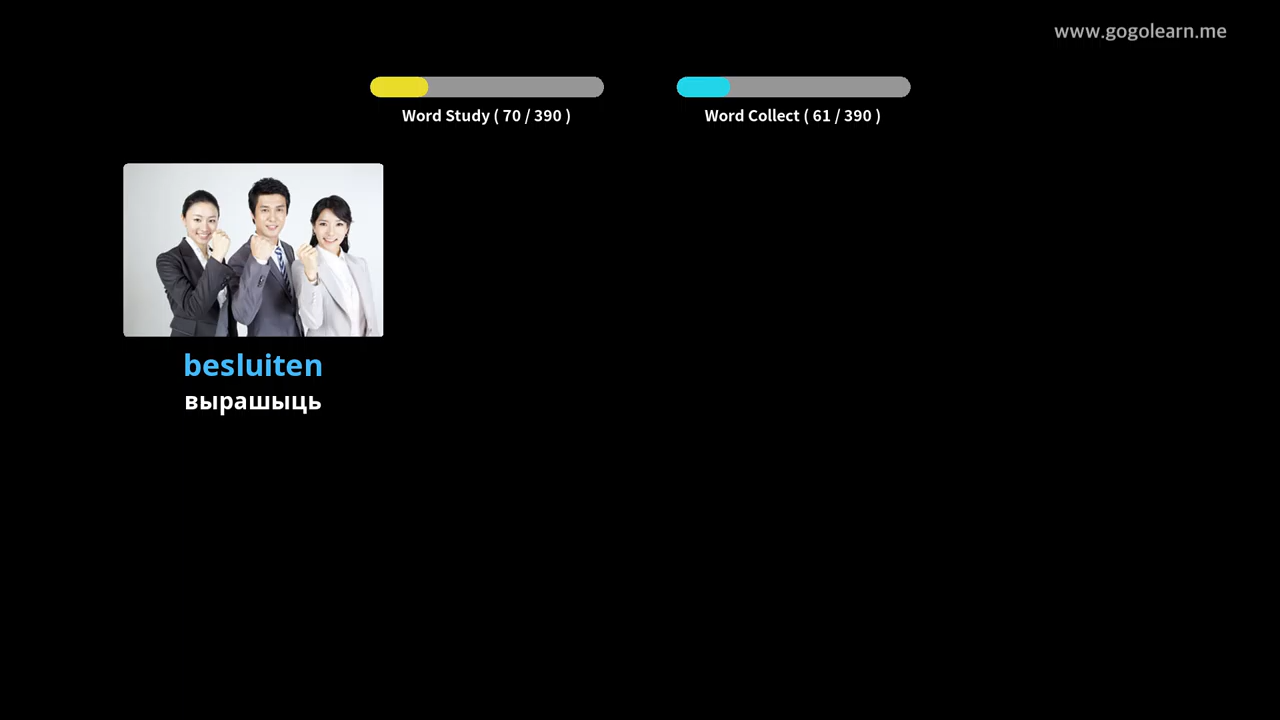 www.gogolearn.me
Word Study ( 70 / 390 )
Word Collect ( 61 / 390 )
besluiten
вырашыць